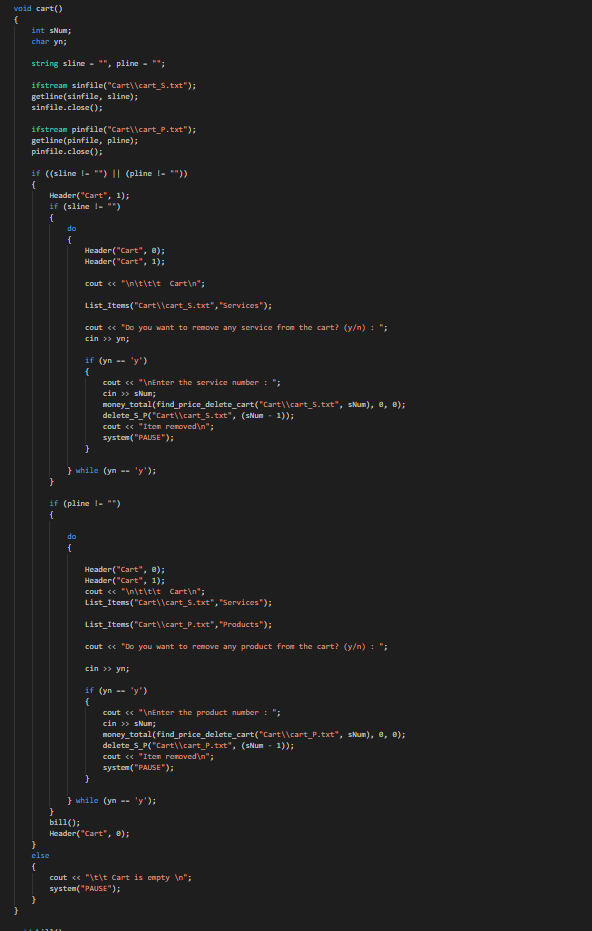 void cart()
{
int sNum;
char yn;
string sline = "", pline = "";
ifstream sinfile("Cart\\cart_S.txt");
getline(sinfile, sline);
sinfile.close();
ifstream pinfile("Cart\\cart_P.txt");
getline(pinfile, pline);
pinfile.close();
if ((sline != "") || (pline != ""))
{
Header("Cart", 1);
if (sline != "")
{
do
{
Header("Cart", 0);
Header("Cart", 1);
cout << "\n\t\t\t  Cart\n";
List_Items("Cart\\cart_S.txt","Services");
cout << "Do you want to remove any service from the cart? (y/n) : ";
cin >> yn;
if (yn == 'y')
{
cout << "\nEnter the service number : ";
cin >> sNum;
money_total(find_price_delete_cart("Cart\\cart_S.txt", sNum), 0, 0);
delete_S_P("Cart\\cart_S.txt", (sNum - 1));
cout << "Item removed\n";
system("PAUSE");
}
} while (yn == 'y');
}
if (pline != "")
{
do
{
Header("Cart", 0);
Header("Cart", 1);
cout << "\n\t\t\t  Cart\n";
List_Items("Cart\\cart_S.txt","Services");
List_Items("Cart\\cart_P.txt","Products");
cout << "Do you want to remove any product from the cart? (y/n) : ";
cin >> yn;
if (yn == 'y')
{
cout << "\nEnter the product number : ";
cin >> sNum;
money_total(find_price_delete_cart("Cart\\cart_P.txt", sNum), 0, 0);
delete_S_P("Cart\\cart_P.txt", (sNum - 1));
cout << "Item removed\n";
system("PAUSE");
}
} while (yn == 'y');
}
bill();
Header("Cart", 0);
}
else
{
cout << "\t\t Cart is empty \n";
system("PAUSE");
}
}